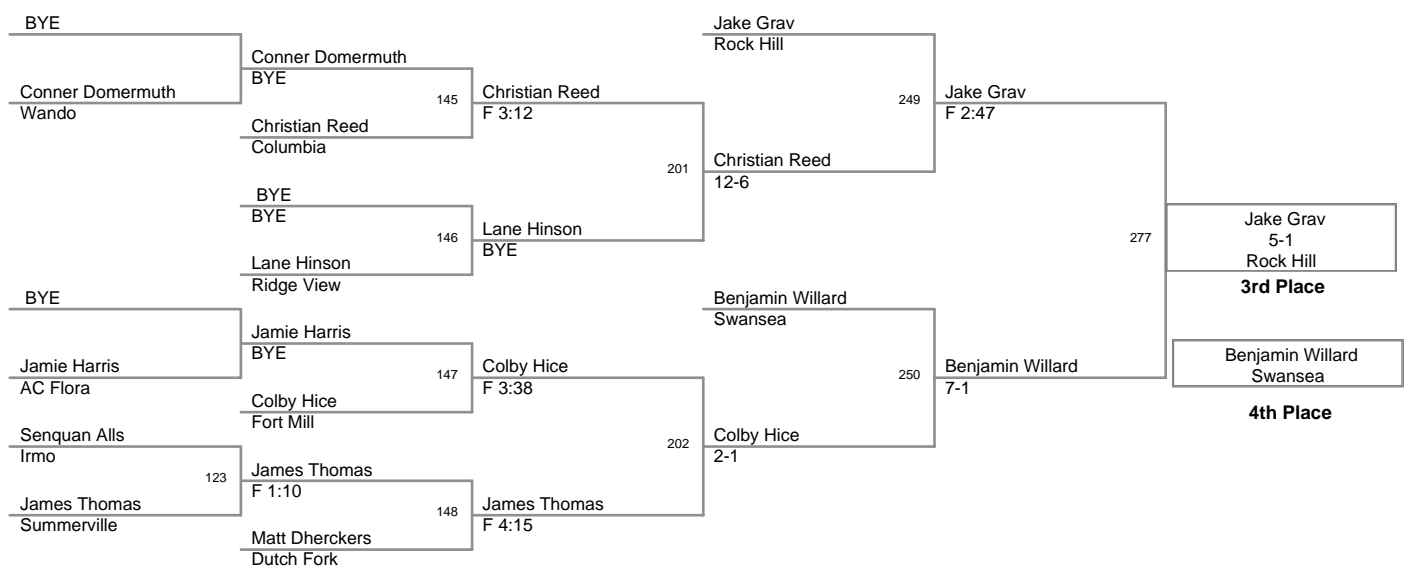 BYE
Conner Domermuth
Wando
BYE
Jamie Harris
AC Flora
Senquan Alls
Irmo
123
James Thomas
Summerville
Conner Domermuth
BYE
145
Christian Reed
Columbia
BYE
BYE
146
Lane Hinson
Ridge View
Jamie Harris
BYE
147
Colby Hice
Fort Mill
James Thomas
F 1:10
148
Matt Dherckers
Dutch Fork
Christian Reed
F 3:12
201
Lane Hinson
BYE
Colby Hice
F 3:38
202
James Thomas
F 4:15
Jake Grav
Rock Hill
249
Christian Reed
12-6
Benjamin Willard
Swansea
250
Colby Hice
2-1
Jake Grav
F 2:47
277
Benjamin Willard
7-1
Jake Grav
5-1
Rock Hill
3rd Place
Benjamin Willard
Swansea
4th Place